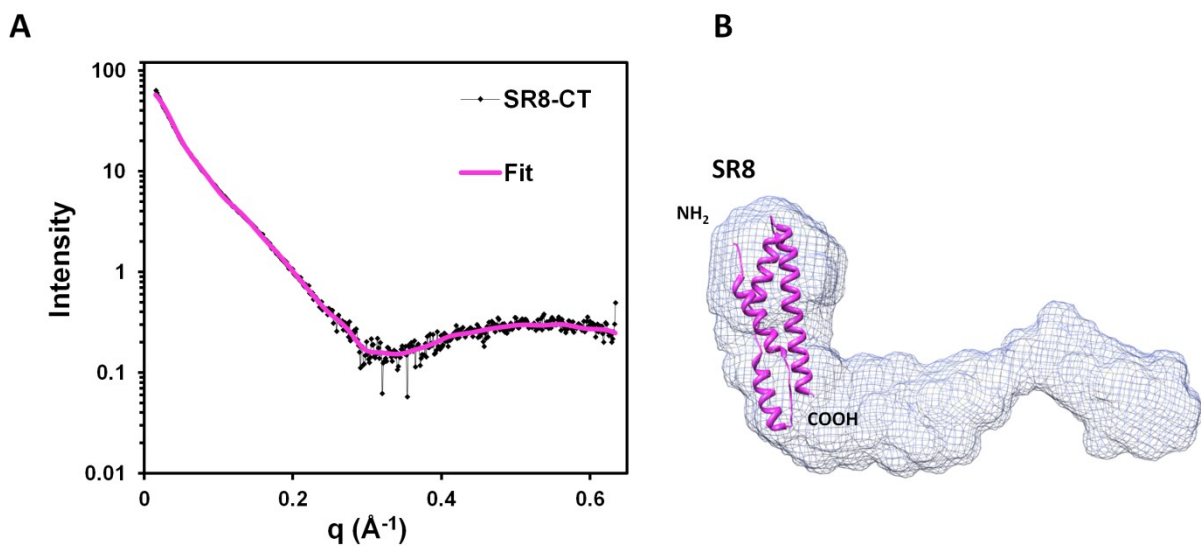 A
B
100
10
1
0.1
0.01
Intensity
0
0.2
0.4
0.6
q (Å⁻¹)
SR8-CT
Fit
SR8
NH₂
COOH